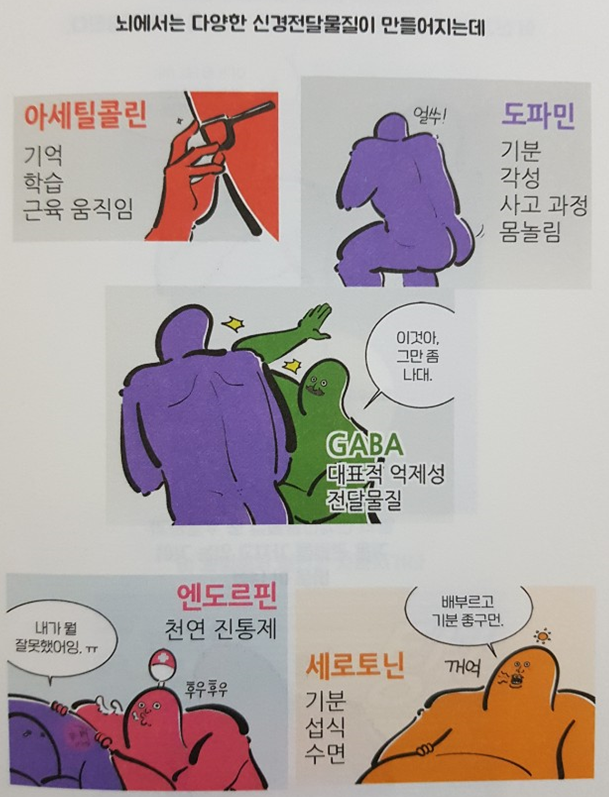 뇌에서는 다양한 신경전달물질이 만들어지는데
아세틸콜린
기억
학습
근육 움직임
얼쑤!
도파민
기분
각성
사고 과정
몸놀림
이것아,
그만 좀
나대.
GABA
대표적 억제성
전달물질
엔도르핀
천연 진통제
내가 뭘
잘못했어잉. ㅠ
후우후우
배부르고
기분 좋구먼.
꺼억
세로토닌
기분
섭식
수면